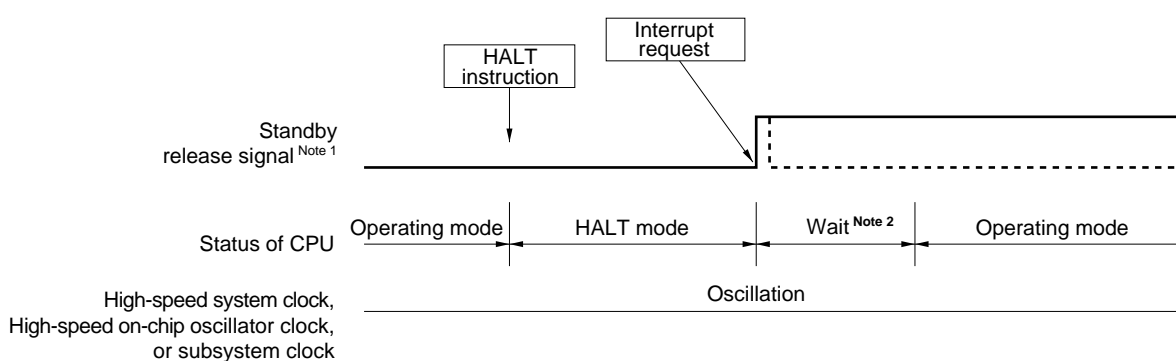 HALT
instruction
Interrupt
request
Standby
release signal Note 1
Status of CPU
Operating mode
HALT mode
Wait Note 2
Operating mode
High-speed system clock,
High-speed on-chip oscillator clock,
or subsystem clock
Oscillation